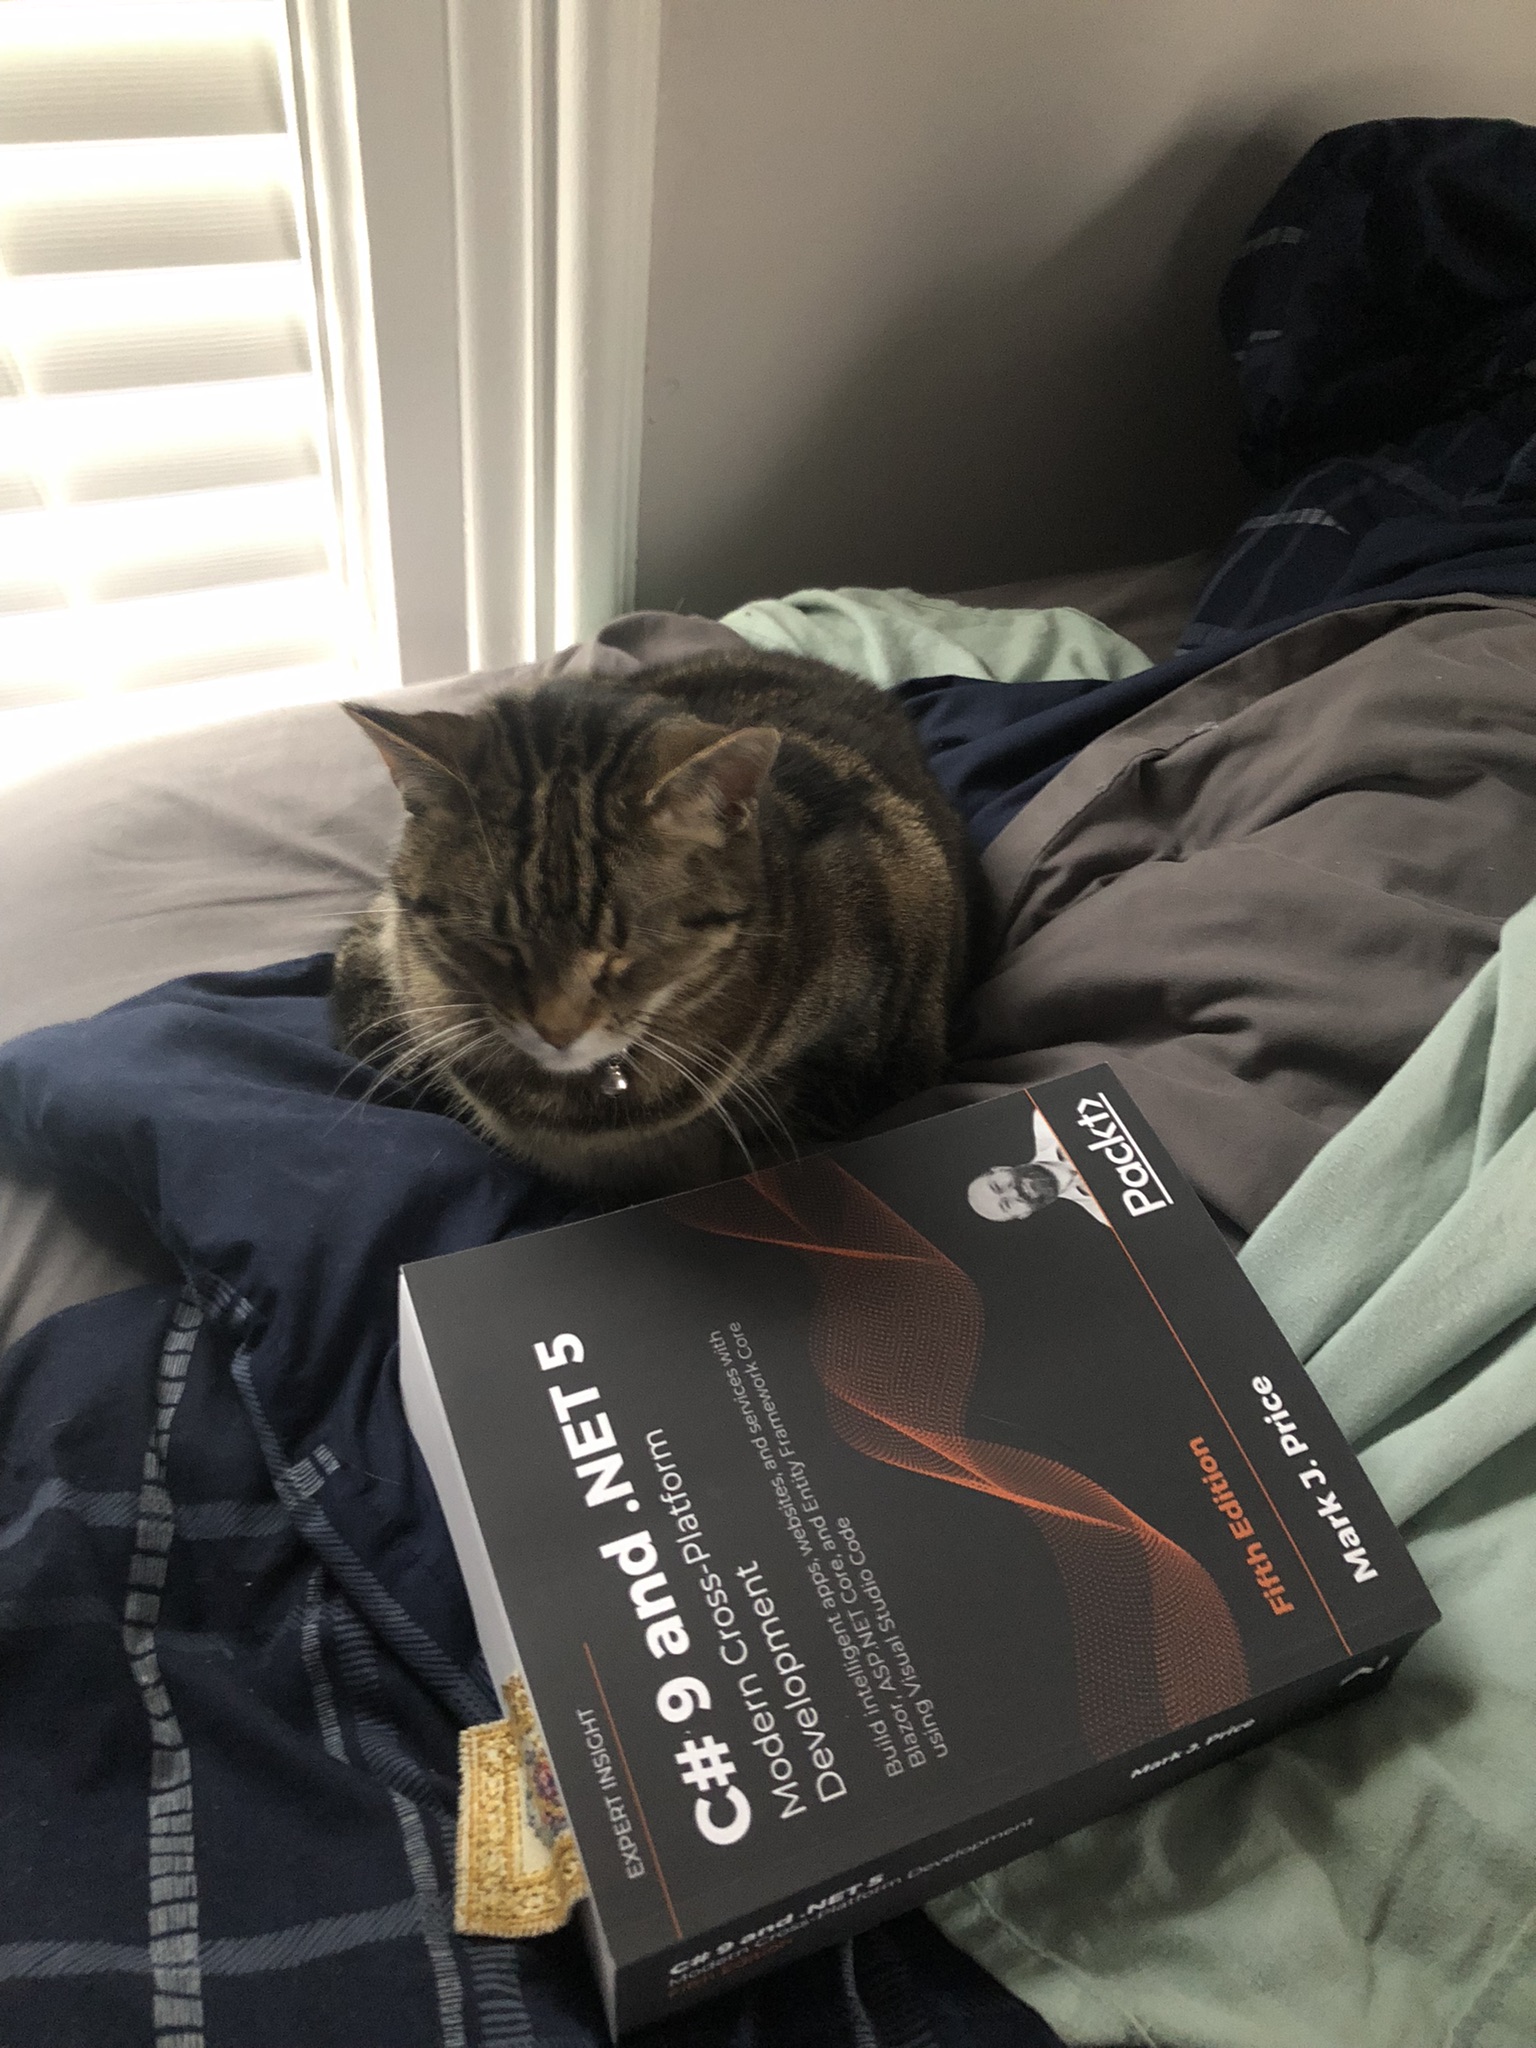 EXPERT INSIGHT
C# 9 and .NET 5
Modern Cross-Platform
Development
Build intelligent apps, websites, and services with
Blazor, ASP.NET Core, and Entity Framework Core
using Visual Studio Code
Fifth Edition
Mark J. Price
Packt>
C# 9 and .NET 5
Modern Cross-Platform Development
Fifth Edition
Mark J. Price